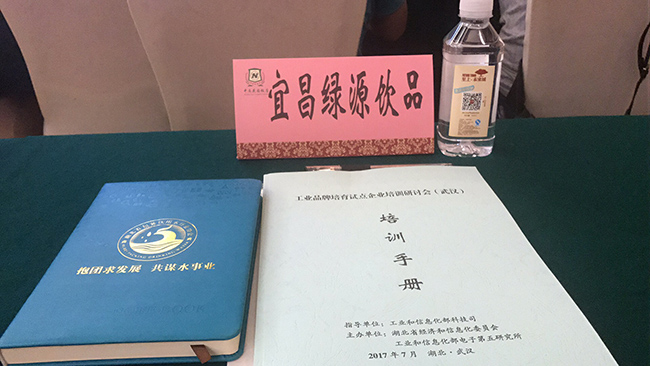 宜昌绿源饮品
抱团求发展 共谋水事业
工业品牌培育试点企业培训研讨会(武汉)
培训手册
指导单位:工业和信息化部科技司
主办单位:湖北省经济和信息化委员会
工业和信息化部电子第五研究所
2017年7月 湖北·武汉